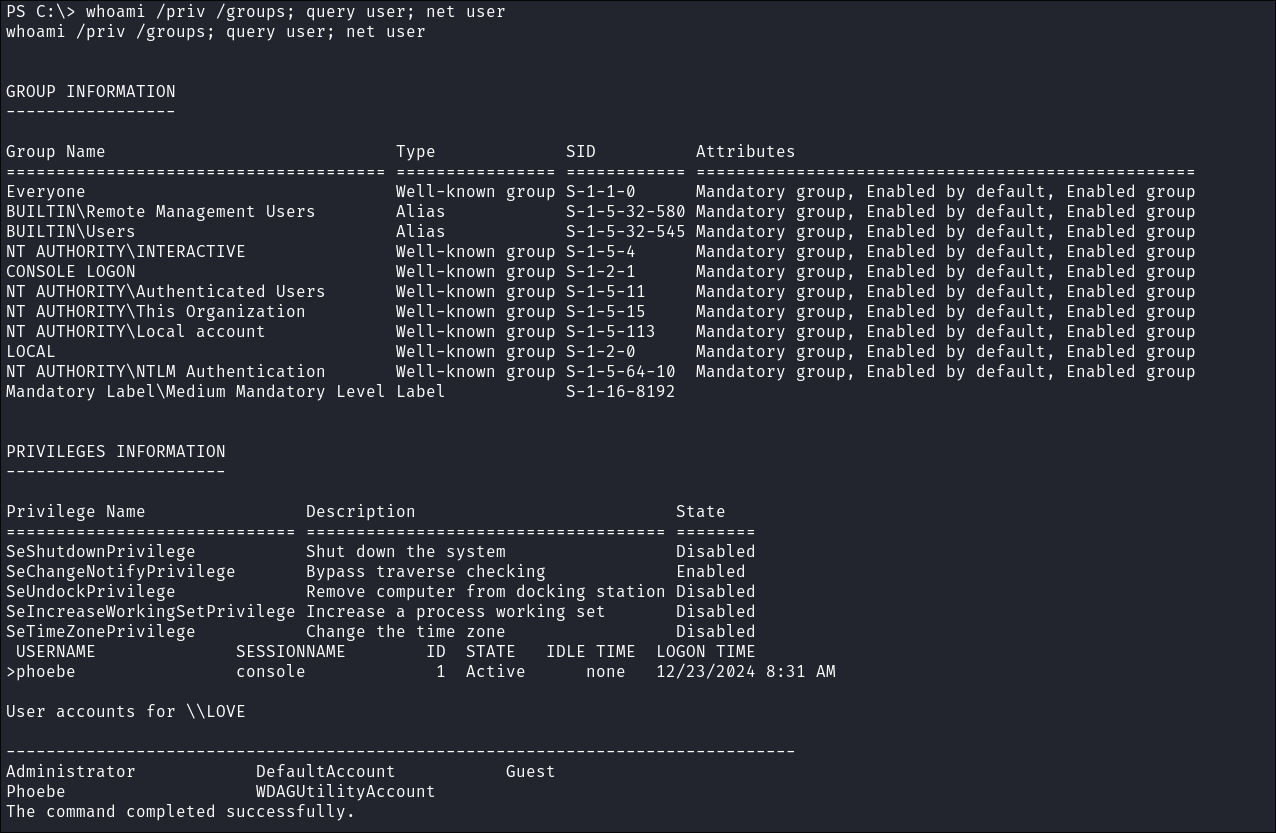 PS C:\> whoami /priv /groups; query user; net user
whoami /priv /groups; query user; net user
GROUP INFORMATION
-----------------
Group Name                             Type             SID          Attributes
====================================== ================ ============ ==================================================
Everyone                               Well-known group S-1-1-0      Mandatory group, Enabled by default, Enabled group
BUILTIN\Remote Management Users        Alias            S-1-5-32-580 Mandatory group, Enabled by default, Enabled group
BUILTIN\Users                          Alias            S-1-5-32-545 Mandatory group, Enabled by default, Enabled group
NT AUTHORITY\INTERACTIVE               Well-known group S-1-5-4      Mandatory group, Enabled by default, Enabled group
CONSOLE LOGON                          Well-known group S-1-2-1      Mandatory group, Enabled by default, Enabled group
NT AUTHORITY\Authenticated Users       Well-known group S-1-5-11     Mandatory group, Enabled by default, Enabled group
NT AUTHORITY\This Organization         Well-known group S-1-5-15     Mandatory group, Enabled by default, Enabled group
NT AUTHORITY\Local account             Well-known group S-1-5-113    Mandatory group, Enabled by default, Enabled group
LOCAL                                  Well-known group S-1-2-0      Mandatory group, Enabled by default, Enabled group
NT AUTHORITY\NTLM Authentication       Well-known group S-1-5-64-10  Mandatory group, Enabled by default, Enabled group
Mandatory Label\Medium Mandatory Level Label            S-1-16-8192
PRIVILEGES INFORMATION
----------------------
Privilege Name                Description                          State
============================= ==================================== ========
SeShutdownPrivilege           Shut down the system                 Disabled
SeChangeNotifyPrivilege       Bypass traverse checking             Enabled
SeUndockPrivilege             Remove computer from docking station Disabled
SeIncreaseWorkingSetPrivilege Increase a process working set       Disabled
SeTimeZonePrivilege           Change the time zone                 Disabled
 USERNAME              SESSIONNAME        ID  STATE   IDLE TIME  LOGON TIME
>phoebe                console             1  Active      none   12/23/2024 8:31 AM
User accounts for \\LOVE
-------------------------------------------------------------------------------
Administrator            DefaultAccount           Guest
Phoebe                   WDAGUtilityAccount
The command completed successfully.